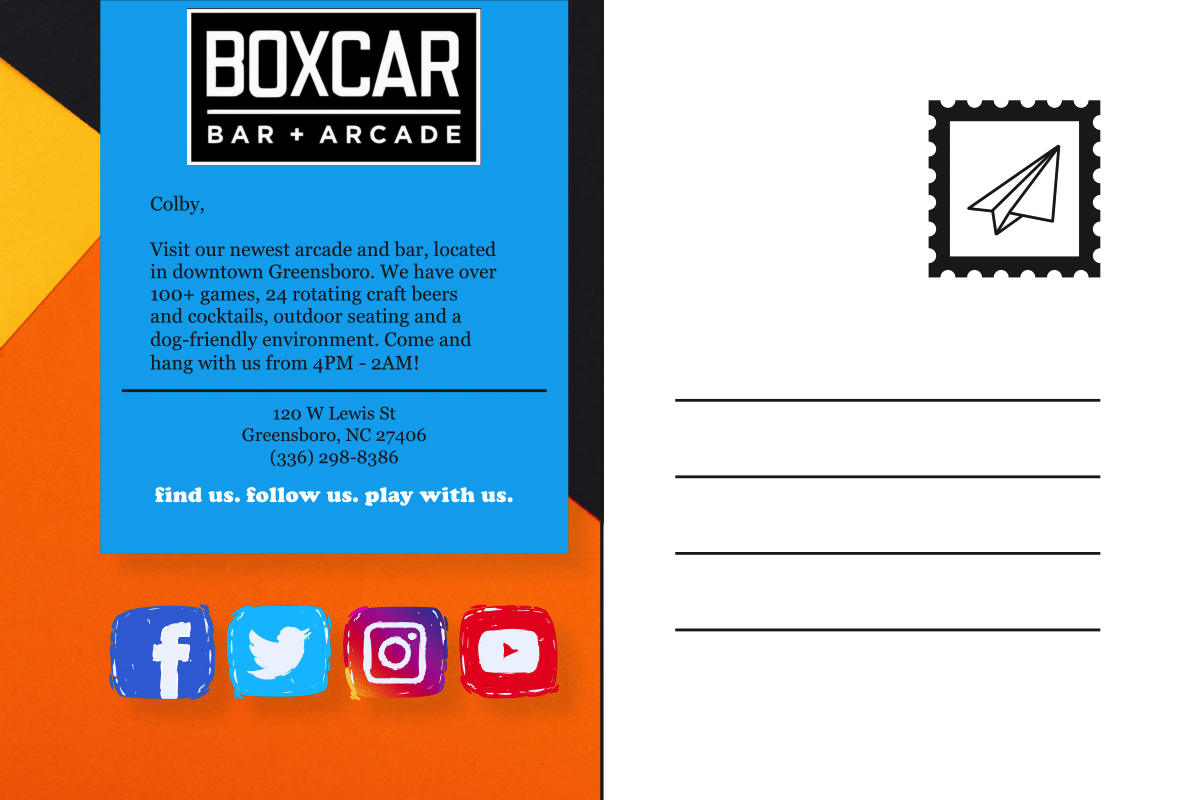 BOXCAR
BAR + ARCADE
Colby,
Visit our newest arcade and bar, located
in downtown Greensboro. We have over
100+ games, 24 rotating craft beers
and cocktails, outdoor seating and a
dog-friendly environment. Come and
hang with us from 4PM - 2AM!
120 W Lewis St
Greensboro, NC 27406
(336) 298-8386
find us. follow us. play with us.